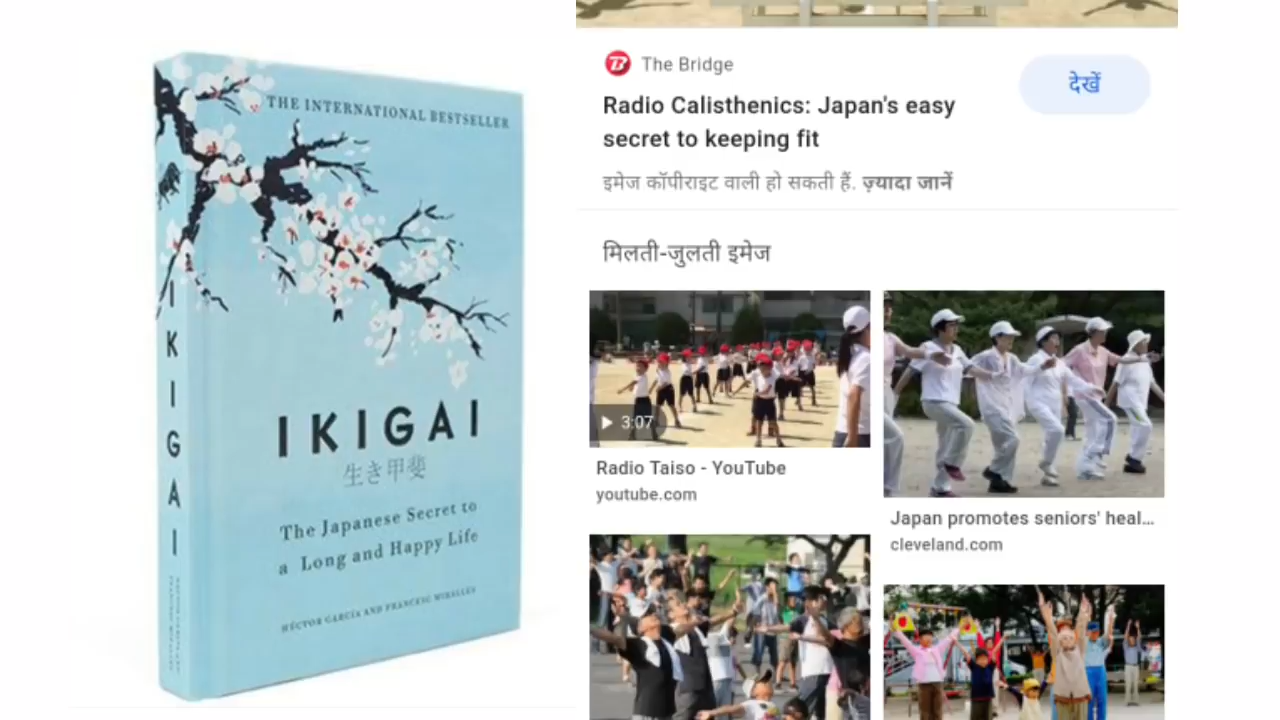 THE INTERNATIONAL BESTSELLER
IKIGAI
IKIGAI
生き甲斐
The Japanese Secret to
a Long and Happy Life
HÉCTOR GARCÍA AND FRANCESC MIRALLES
The Bridge
देखें
Radio Calisthenics: Japan's easy
secret to keeping fit
इमेज कॉपीराइट वाली हो सकती हैं. ज़्यादा जानें
मिलती-जुलती इमेज
3:07
Radio Taiso - YouTube
youtube.com
Japan promotes seniors' heal...
cleveland.com